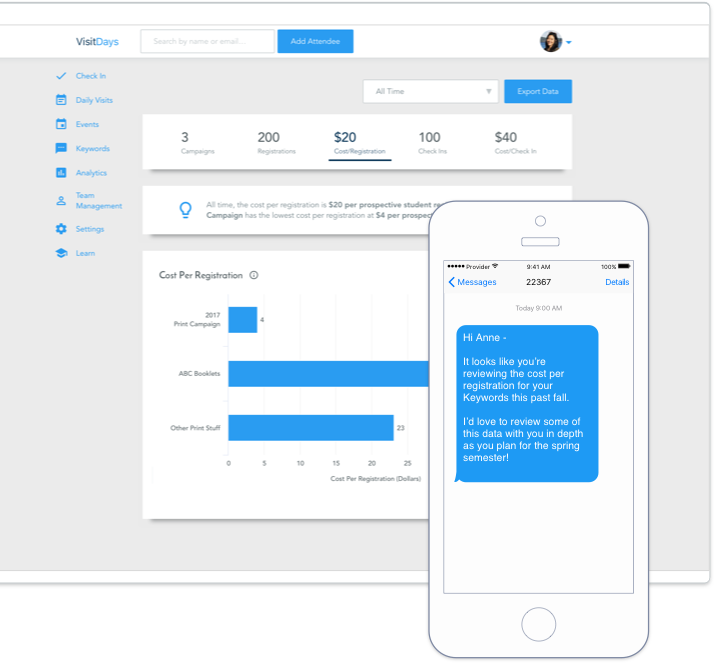 VisitDays
Search by name or email...
Add Attendee
Check In
Daily Visits
Events
Keywords
Analytics
Team
Management
Settings
Learn
All Time
Export Data
3
Campaigns
200
Registrations
$20
Cost/Registration
100
Check Ins
$40
Cost/Check In
All time, the cost per registration is $20 per prospective student
Campaign has the lowest cost per registration at $4 per
Cost Per Registration
2017
Print Campaign
4
ABC Booklets
Other Print Stuff
23
0 5 10 15 20 25
Cost Per Registration (Dollars)
Provider
9:41 AM
100%
Messages
22367
Details
Today 9:00 AM
Hi Anne -
It looks like you're
reviewing the cost per
registration for your
Keywords this past fall.
I'd love to review some of
this data with you in depth
as you plan for the spring
semester!